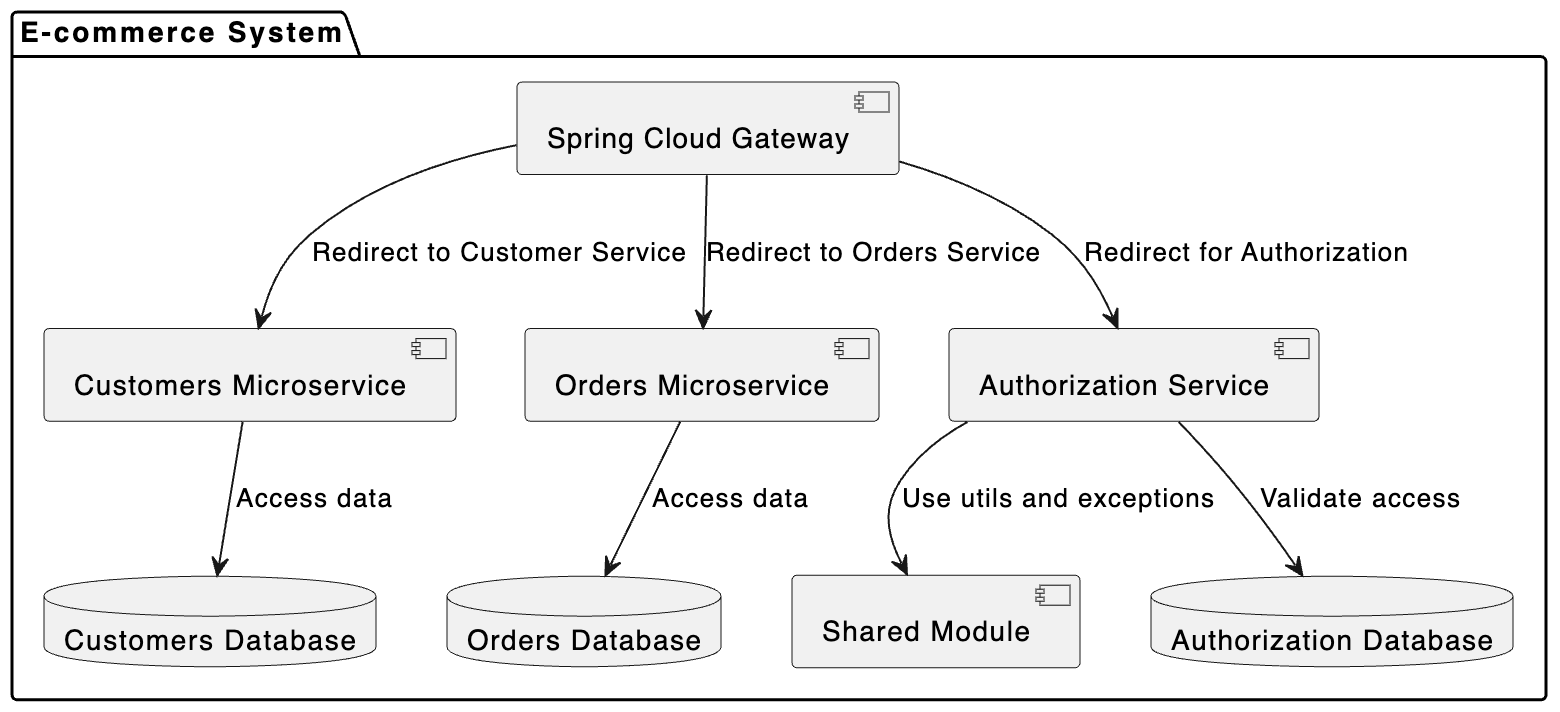 E-commerce System
Spring Cloud Gateway
Redirect to Customer Service
Redirect to Orders Service
Redirect for Authorization
Customers Microservice
Orders Microservice
Authorization Service
Access data
Access data
Use utils and exceptions
Validate access
Customers Database
Orders Database
Shared Module
Authorization Database